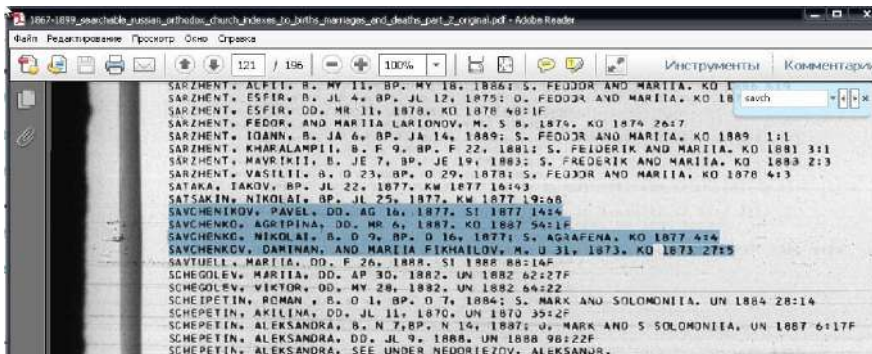 1867-1899_searchable_russian_orthodox_church_indexes_to_births_marriages_and_deaths_part_2_original.pdf - Adobe Reader
Файл Редактирование Просмотр Окно Справка
121 / 196 100% Инструменты Комментарии
savch
SARZHENT, ALFII, B. MY 11, BP. MY 18, 1886; S. FEODOR AND MARIIA. KO
SARZHENT, ESFIR, B. JL 4, BP. JL 12, 1875; D. FEODOR AND MARIIA. KO
SARZHENT, ESFIR, DD. MR 11, 1878. KO 1878 48:1F
SARZHENT, FEDOR, AND MARIIA LARIONOV, M. S 8, 1874. KO 1874 26:7
SARZHENT, IOANN, B. JA 6, BP. JA 14, 1889; S. FEODOR AND MARIIA. KO 1889 1:1
SARZHENT, KHARALAMPII, B. F 9, BP. F 22, 1881; S. FEIDERIK AND MARIIA. KO 1881 3:1
SARZHENT, MAVRIKII, B. JE 7, BP. JE 19, 1883; S. FREDERIK AND MARIIA. KO 1883 2:3
SARZHENT, VASILII, B. O 23, BP. O 29, 1878; S. FEODOR AND MARIIA. KO 1878 4:3
SATAKA, IAKOV, BP. JL 22, 1877. KW 1877 16:43
SATSAKIN, NIKOLAI, BP. JL 25, 1877. KW 1877 19:68
SAVCHENIKOV, PAVEL, DD. AG 16, 1877. SI 1877 14:4
SAVCHENKO, AGRIPINA, DD. MR 6, 1887. KO 1887 54:1F
SAVCHENKO, NIKOLAI, B. O 9, BP. O 16, 1877; S. AGRAFENA. KO 1877 4:4
SAVCHENKOV, DAMINAN, AND MARIIA FIKHAILOV, M. U 31, 1873. KO 1873 27:5
SAVTUELL, MARIIA, DD. F 26, 1888. SI 1888 88:14F
SCHEGOLEV, MARIIA, DD. AP 30, 1882. UN 1882 62:27F
SCHEGOLEV, VIKTOR, DD. MY 28, 1882. UN 1882 64:22
SCHEIPETIN, ROMAN , B. O 1, BP. O 7, 1884; S. MARK AND SOLOMONIIA. UN 1884 28:14
SCHEPETIN, AKILINA, DD. JL 11, 1870. UN 1870 35:2F
SCHEPETIN, ALEKSANDRA, B. N 7, BP. N 14, 1887; D. MARK AND S SOLOMONIIA. UN 1887 6:17F
SCHEPETIN, ALEKSANDRA, DD. JL 9, 1888. UN 1888 98:22F
SCHEPETIN, ALEKSANDRA, SEE UNDER NEDORIEZOV, ALEKSANDR.